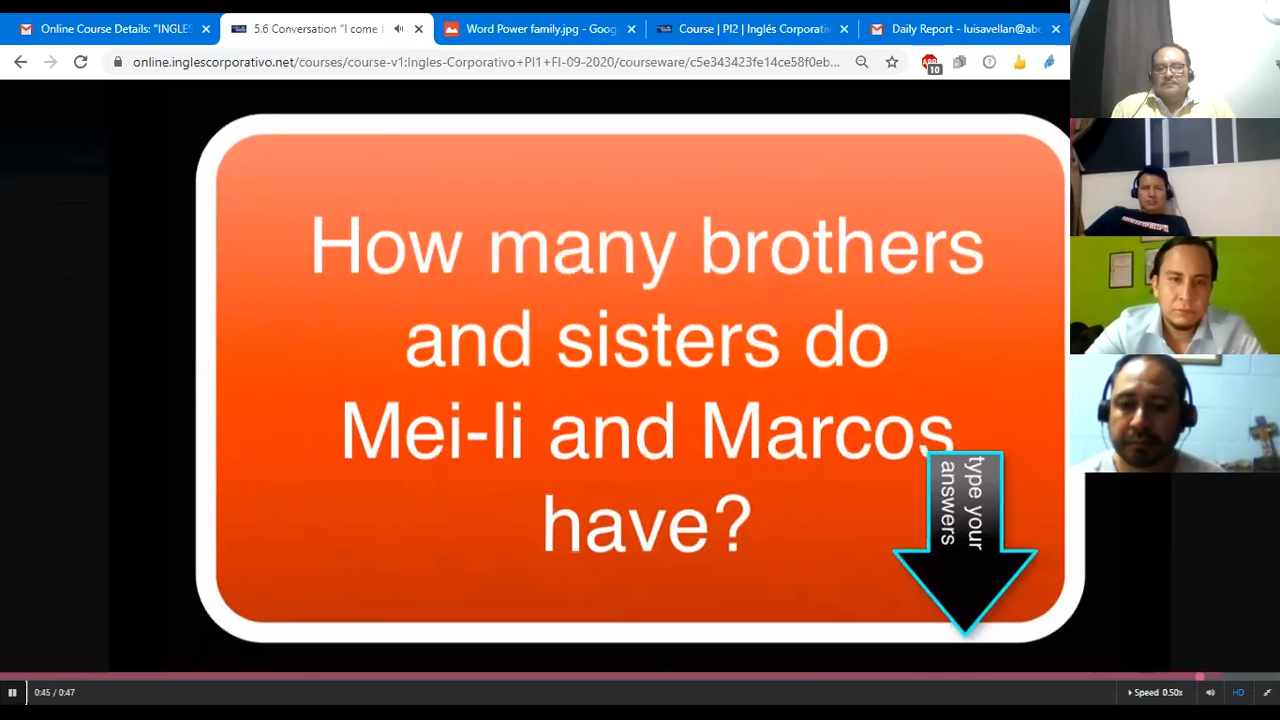 Online Course Details: "INGLES
5.6 Conversation "I come f
Word Power family.jpg - Goog
Course | PI2 | Inglés Corporativ
Daily Report - luisavellan@abc
online.inglescorporativo.net/courses/course-v1:Ingles-Corporativo+PI1+FI-09-2020/courseware/c5e343423fe14ce58f0eb...
ABP
10
How many brothers
and sisters do
Mei-li and Marcos
have?
type your
answers
0:45 / 0:47
Speed 0.50x
HD